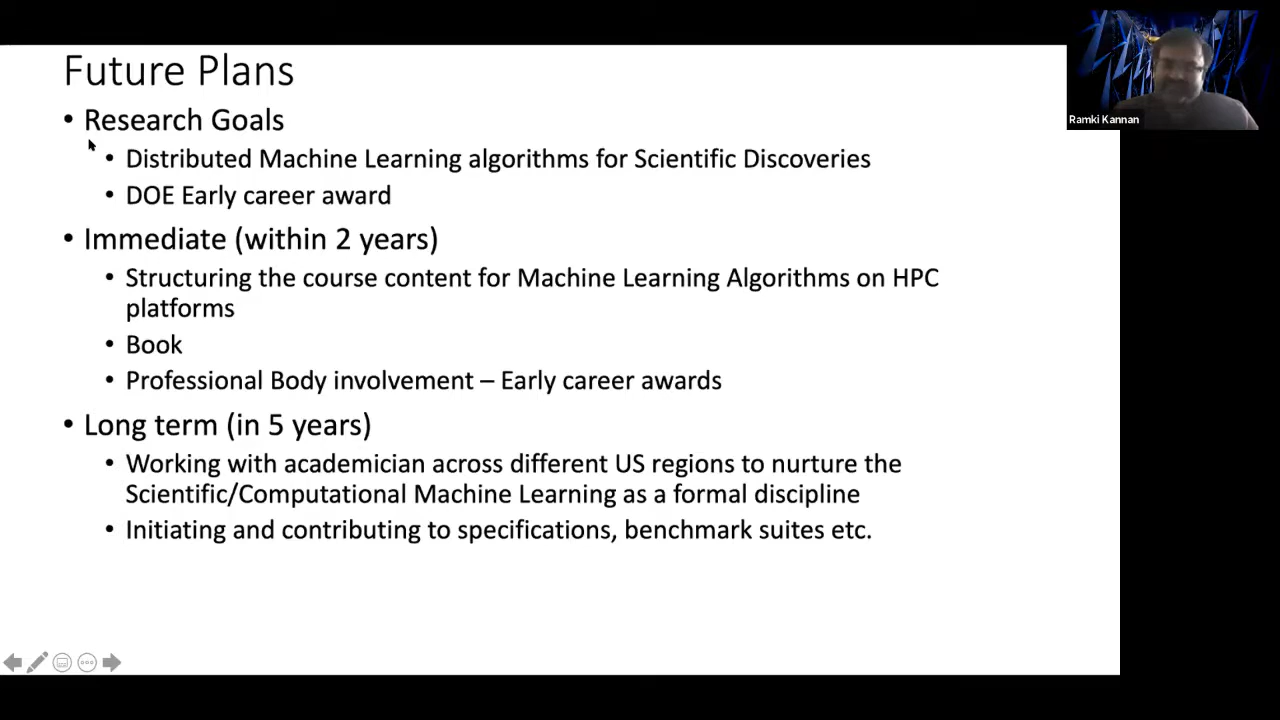 Future Plans
• Research Goals
• Distributed Machine Learning algorithms for Scientific Discoveries
• DOE Early career award
• Immediate (within 2 years)
• Structuring the course content for Machine Learning Algorithms on HPC
platforms
• Book
• Professional Body involvement – Early career awards
• Long term (in 5 years)
• Working with academician across different US regions to nurture the
Scientific/Computational Machine Learning as a formal discipline
• Initiating and contributing to specifications, benchmark suites etc.
Ramki Kannan